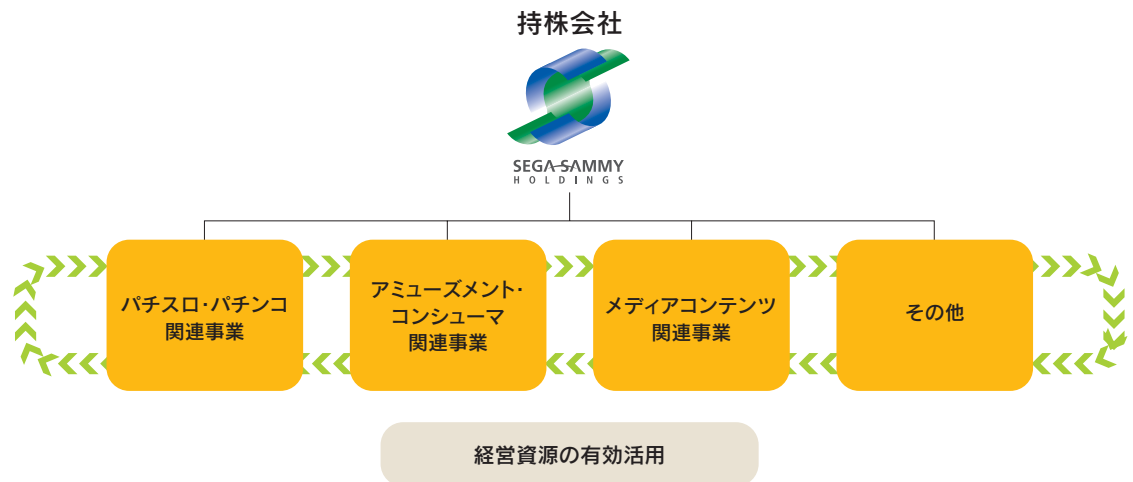 持株会社
SEGA SAMMY
HOLDINGS
パチスロ・パチンコ
関連事業
アミューズメント・
コンシューマ
関連事業
メディアコンテンツ
関連事業
その他
経営資源の有効活用